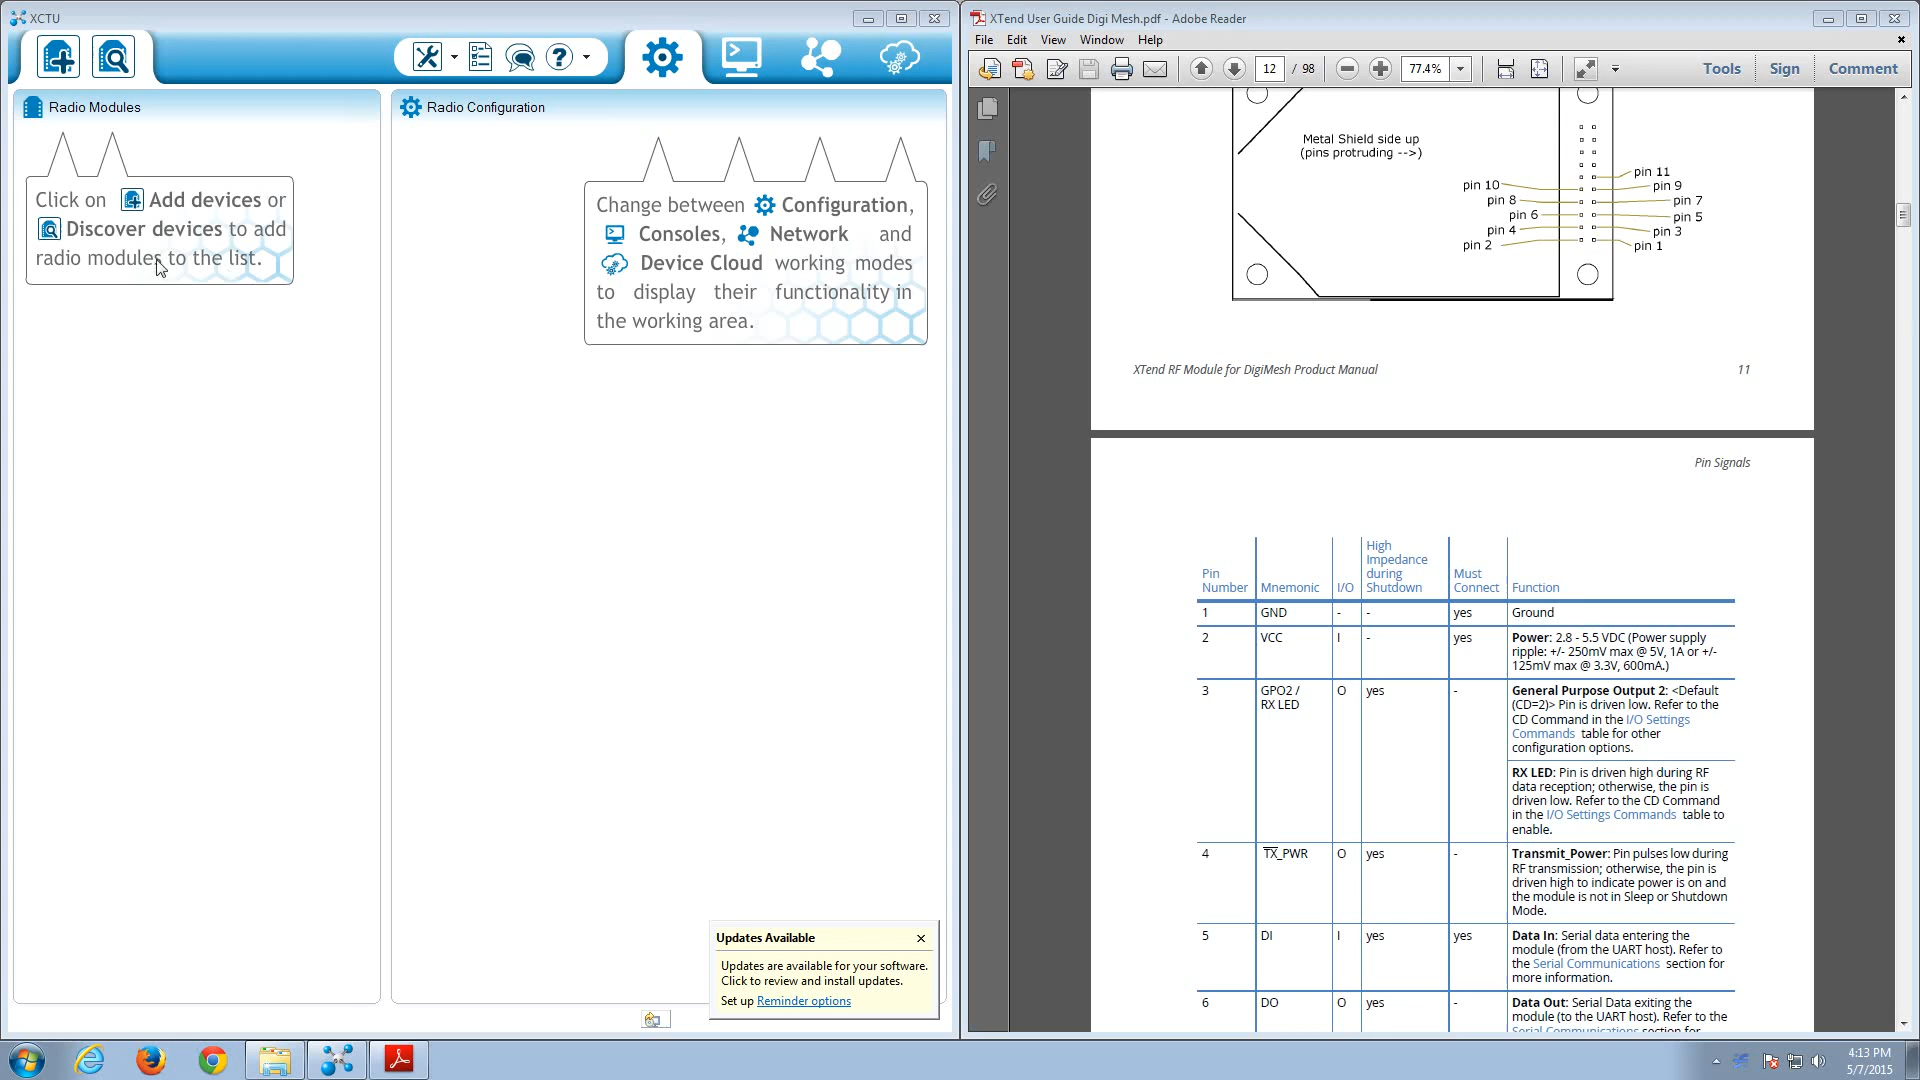 XCTU
Radio Modules
Click on Add devices or
Discover devices to add
radio modules to the list.
Radio Configuration
Change between Configuration,
Consoles, Network and
Device Cloud working modes
to display their functionality in
the working area.
Updates Available
Updates are available for your software.
Click to review and install updates.
Set up Reminder options
XTend User Guide Digi Mesh.pdf - Adobe Reader
File Edit View Window Help
12 / 98
77.4%
Tools Sign Comment
Metal Shield side up
(pins protruding -->)
pin 11
pin 10
pin 9
pin 8
pin 7
pin 6
pin 5
pin 4
pin 3
pin 2
pin 1
XTend RF Module for DigiMesh Product Manual
11
Pin Signals
Pin Number
Mnemonic
I/O
High Impedance during Shutdown
Must Connect
Function
1 GND - - yes Ground
2 VCC I - yes Power: 2.8 - 5.5 VDC (Power supply
ripple: +/- 250mV max @ 5V, 1A or +/-
125mV max @ 3.3V, 600mA.)
3 GPO2 / O yes - General Purpose Output 2: <Default
RX LED (CD=2)> Pin is driven low. Refer to the
CD Command in the I/O Settings
Commands table for other
configuration options.
RX LED: Pin is driven high during RF
data reception; otherwise, the pin is
driven low. Refer to the CD Command
in the I/O Settings Commands table to
enable.
4 TX_PWR O yes - Transmit_Power: Pin pulses low during
RF transmission; otherwise, the pin is
driven high to indicate power is on and
the module is not in Sleep or Shutdown
Mode.
5 DI I yes yes Data In: Serial data entering the
module (from the UART host). Refer to
the Serial Communications section for
more information.
6 DO O yes - Data Out: Serial Data exiting the
module (to the UART host). Refer to the
Serial Communications section for
4:13 PM
5/7/2015